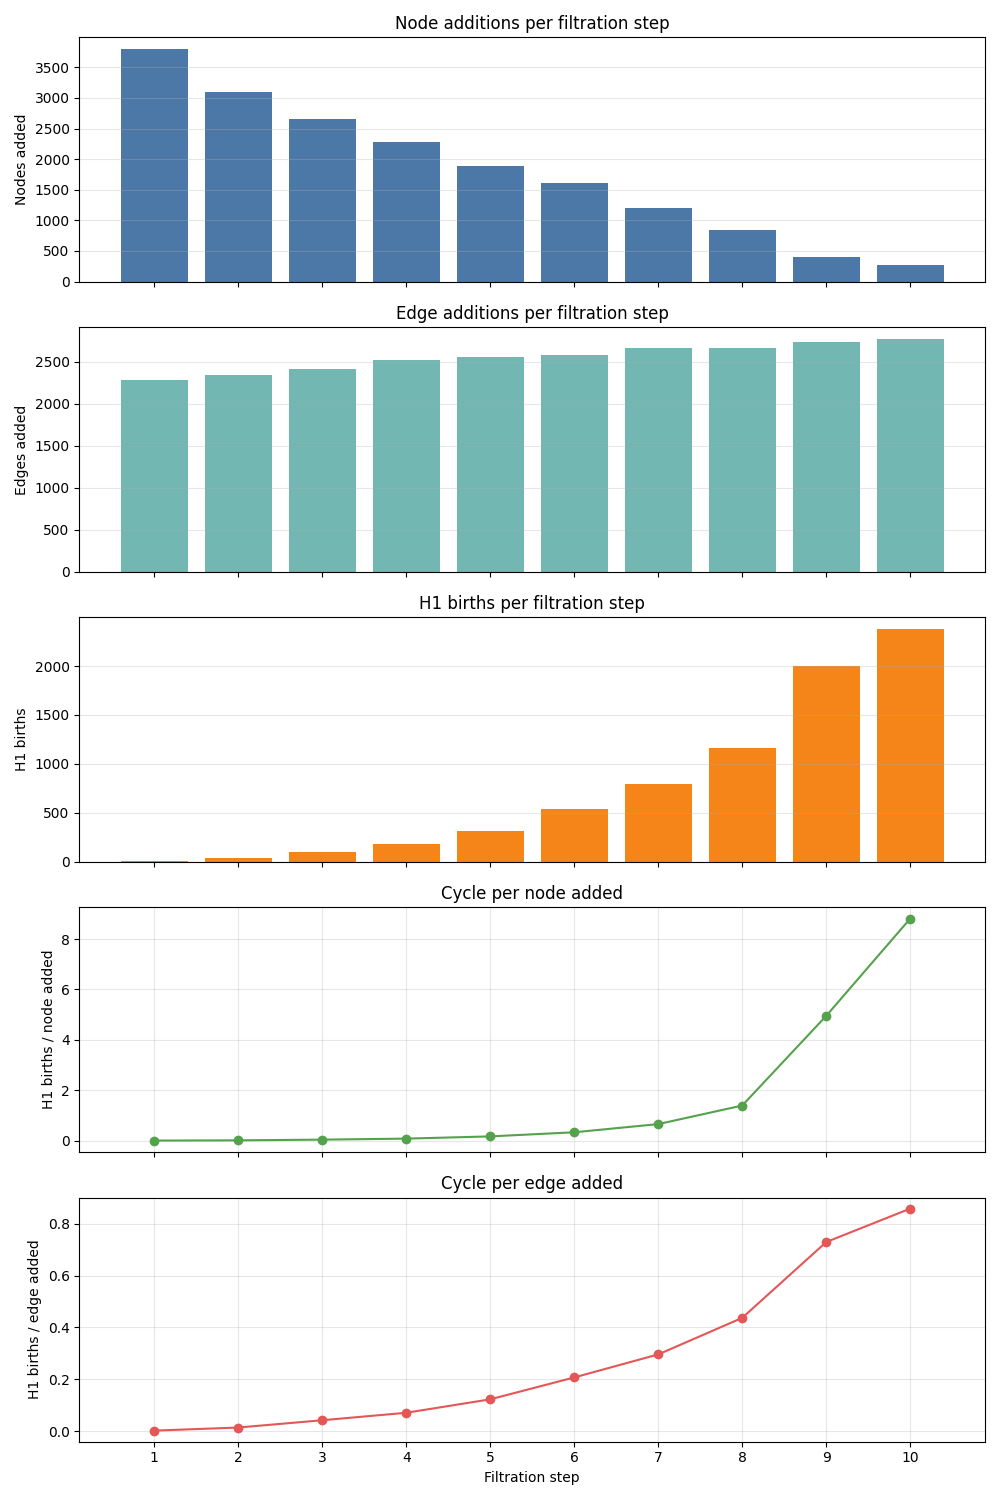 Node additions per filtration step
Nodes added
3500
3000
2500
2000
1500
1000
500
0
Edge additions per filtration step
Edges added
2500
2000
1500
1000
500
0
H1 births per filtration step
H1 births
2000
1500
1000
500
0
Cycle per node added
H1 births / node added
8
6
4
2
0
Cycle per edge added
H1 births / edge added
0.8
0.6
0.4
0.2
0.0
1 2 3 4 5 6 7 8 9 10
Filtration step